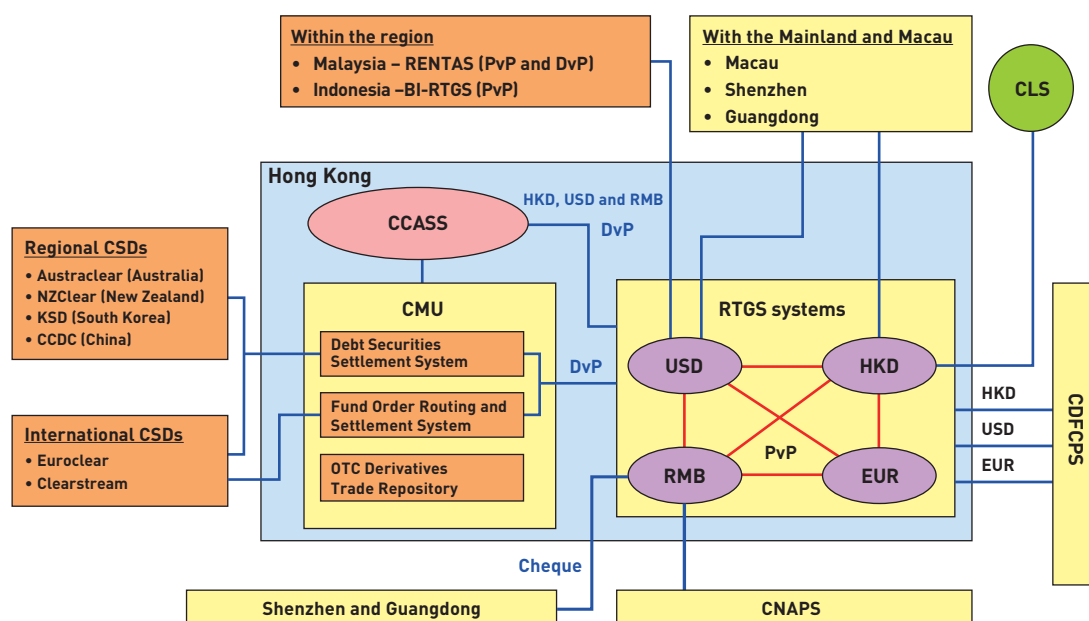 Within the region
• Malaysia – RENTAS (PvP and DvP)
• Indonesia –BI-RTGS (PvP)
With the Mainland and Macau
• Macau
• Shenzhen
• Guangdong
CLS
Hong Kong
HKD, USD and RMB
DvP
CCASS
Regional CSDs
• Austraclear (Australia)
• NZClear (New Zealand)
• KSD (South Korea)
• CCDC (China)
International CSDs
• Euroclear
• Clearstream
CMU
Debt Securities
Settlement System
Fund Order Routing and
Settlement System
OTC Derivatives
Trade Repository
DvP
RTGS systems
USD
HKD
PvP
RMB
EUR
HKD
USD
EUR
CDFCPS
Cheque
Shenzhen and Guangdong
CNAPS